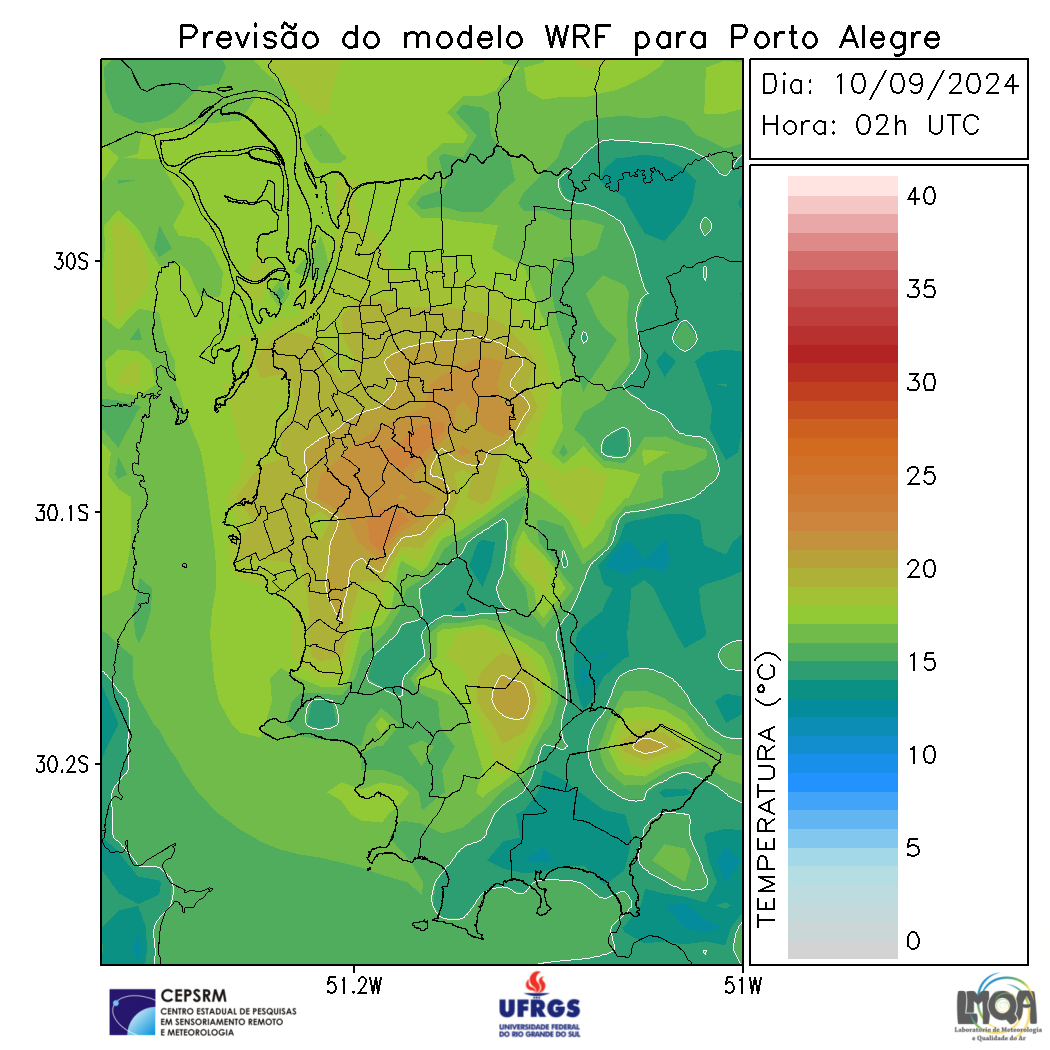 Previsão do modelo WRF para Porto Alegre
Dia: 10/09/2024
Hora: 02h UTC
40
35
30
25
20
15
10
5
0
TEMPERATURA (°C)
30S
30.1S
30.2S
51.2W
51W
CEPSRM
CENTRO ESTADUAL DE PESQUISAS
EM SENSORIAMENTO REMOTO
E METEOROLOGIA
UFRGS
UNIVERSIDADE FEDERAL
DO RIO GRANDE DO SUL
LMQA
Laboratório de Meteorologia
e Qualidade do Ar